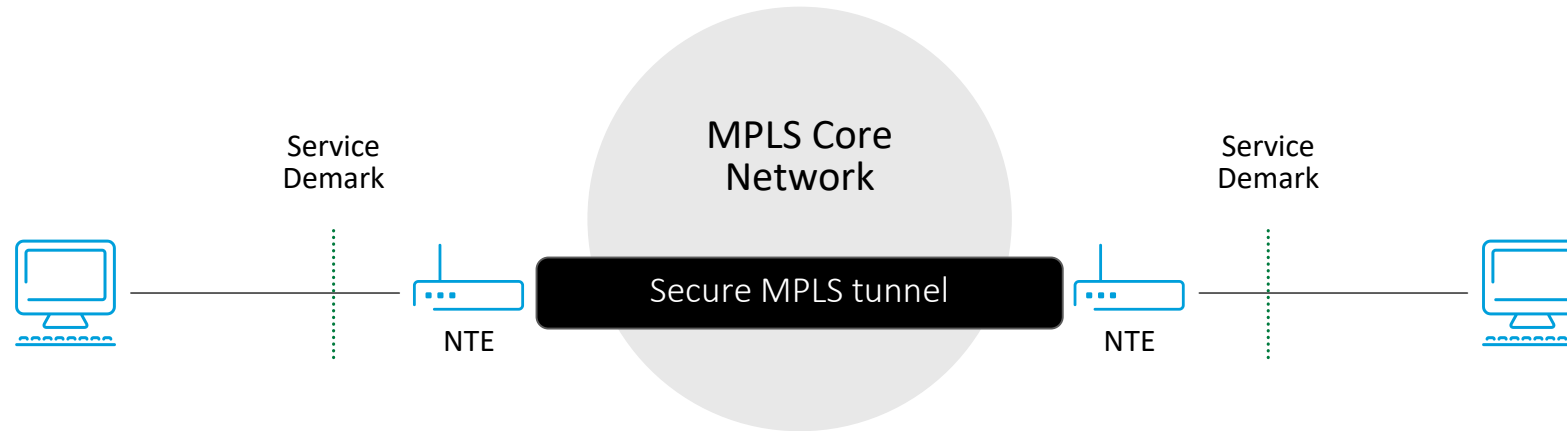 MPLS Core
Network
Service
Demark
Service
Demark
Secure MPLS tunnel
NTE
NTE